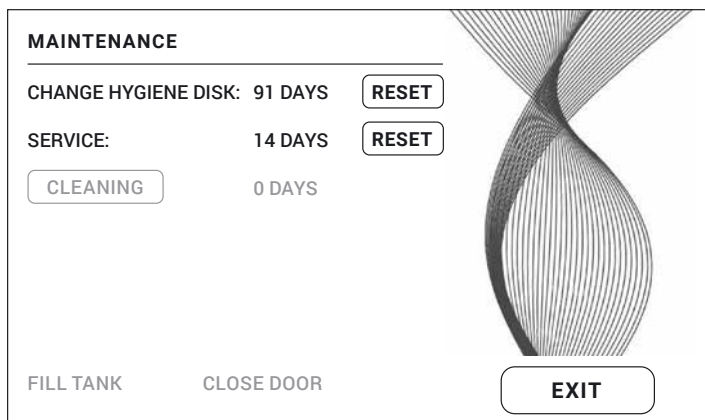 MAINTENANCE
CHANGE HYGIENE DISK: 91 DAYS RESET
SERVICE: 14 DAYS RESET
CLEANING 0 DAYS
FILL TANK CLOSE DOOR EXIT